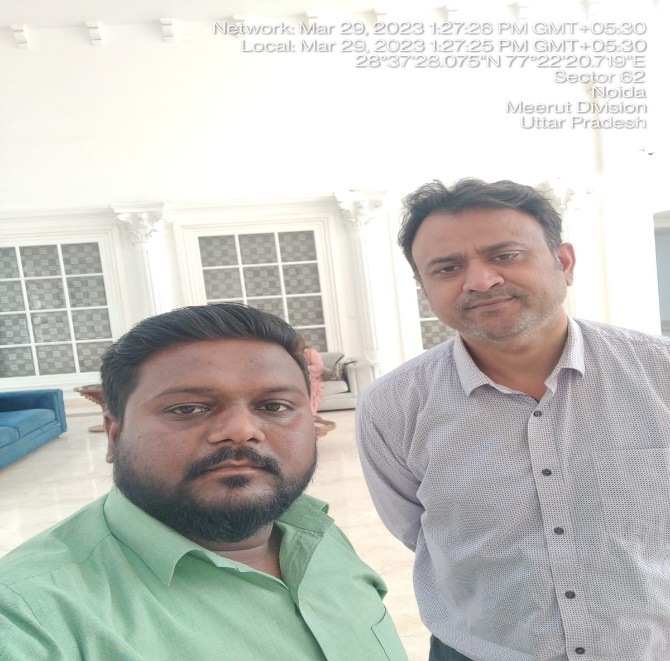 Network: Mar 29, 2023 1:27:26 PM GMT+05:30
Local: Mar 29, 2023 1:27:25 PM GMT+05:30
28°37'28.075"N 77°22'20.719"E
Sector 62
Noida
Meerut Division
Uttar Pradesh